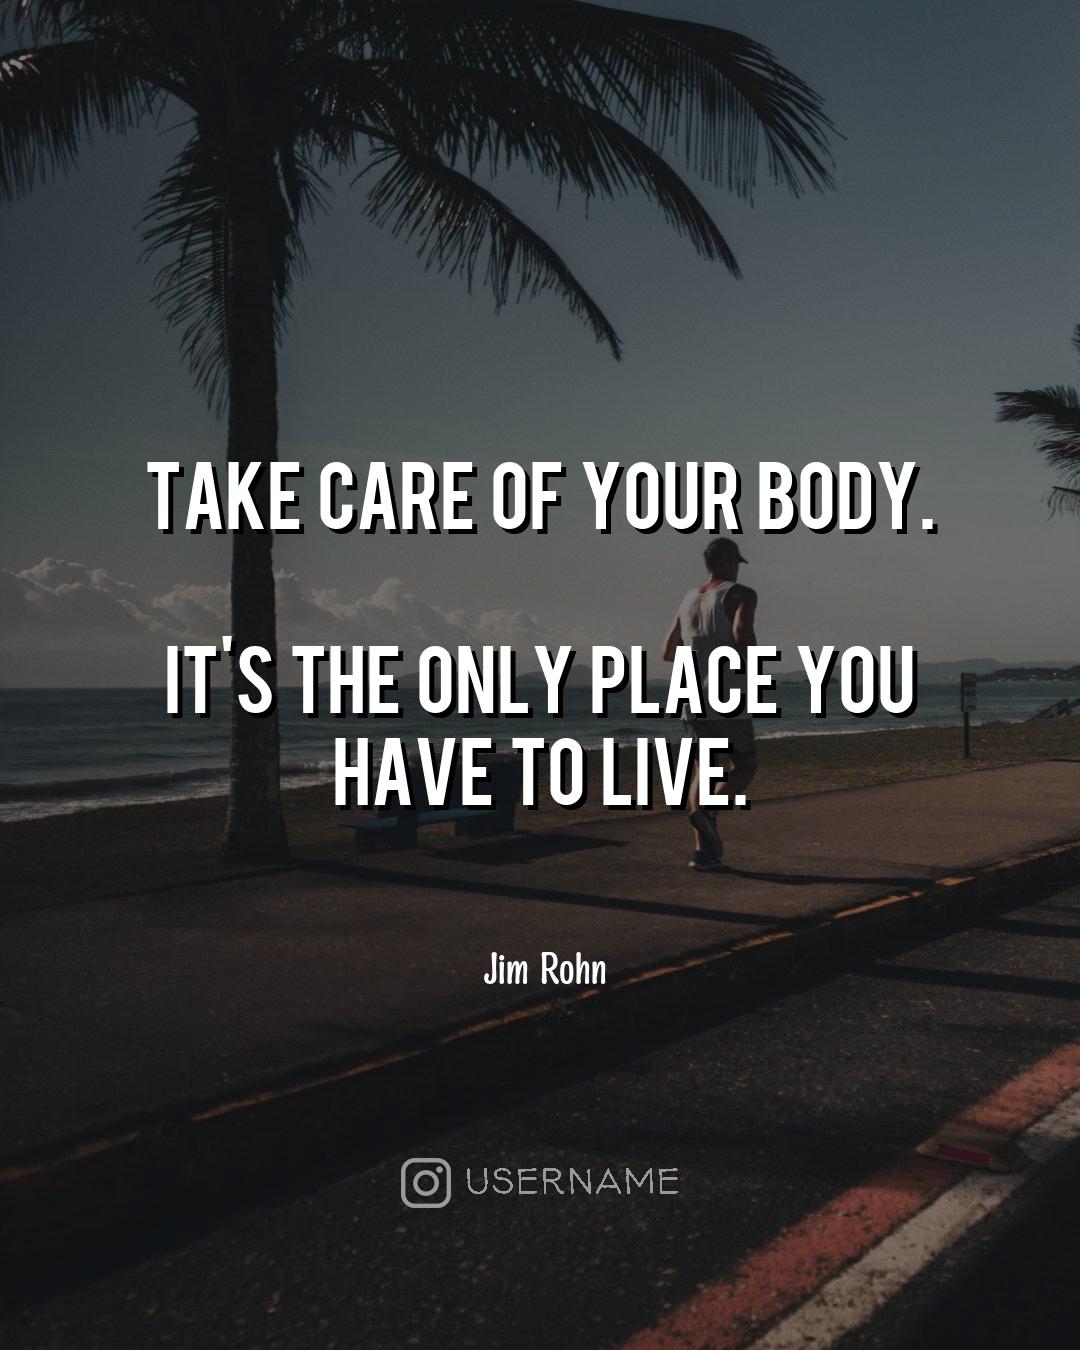 TAKE CARE OF YOUR BODY.
IT'S THE ONLY PLACE YOU
HAVE TO LIVE.
Jim Rohn
USERNAME